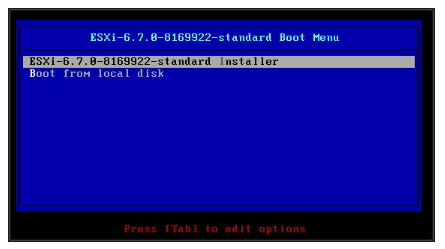 ESXi-6.7.0-8169922-standard Boot Menu
ESXi-6.7.0-8169922-standard Installer
Boot from local disk
Press [Tab] to edit options